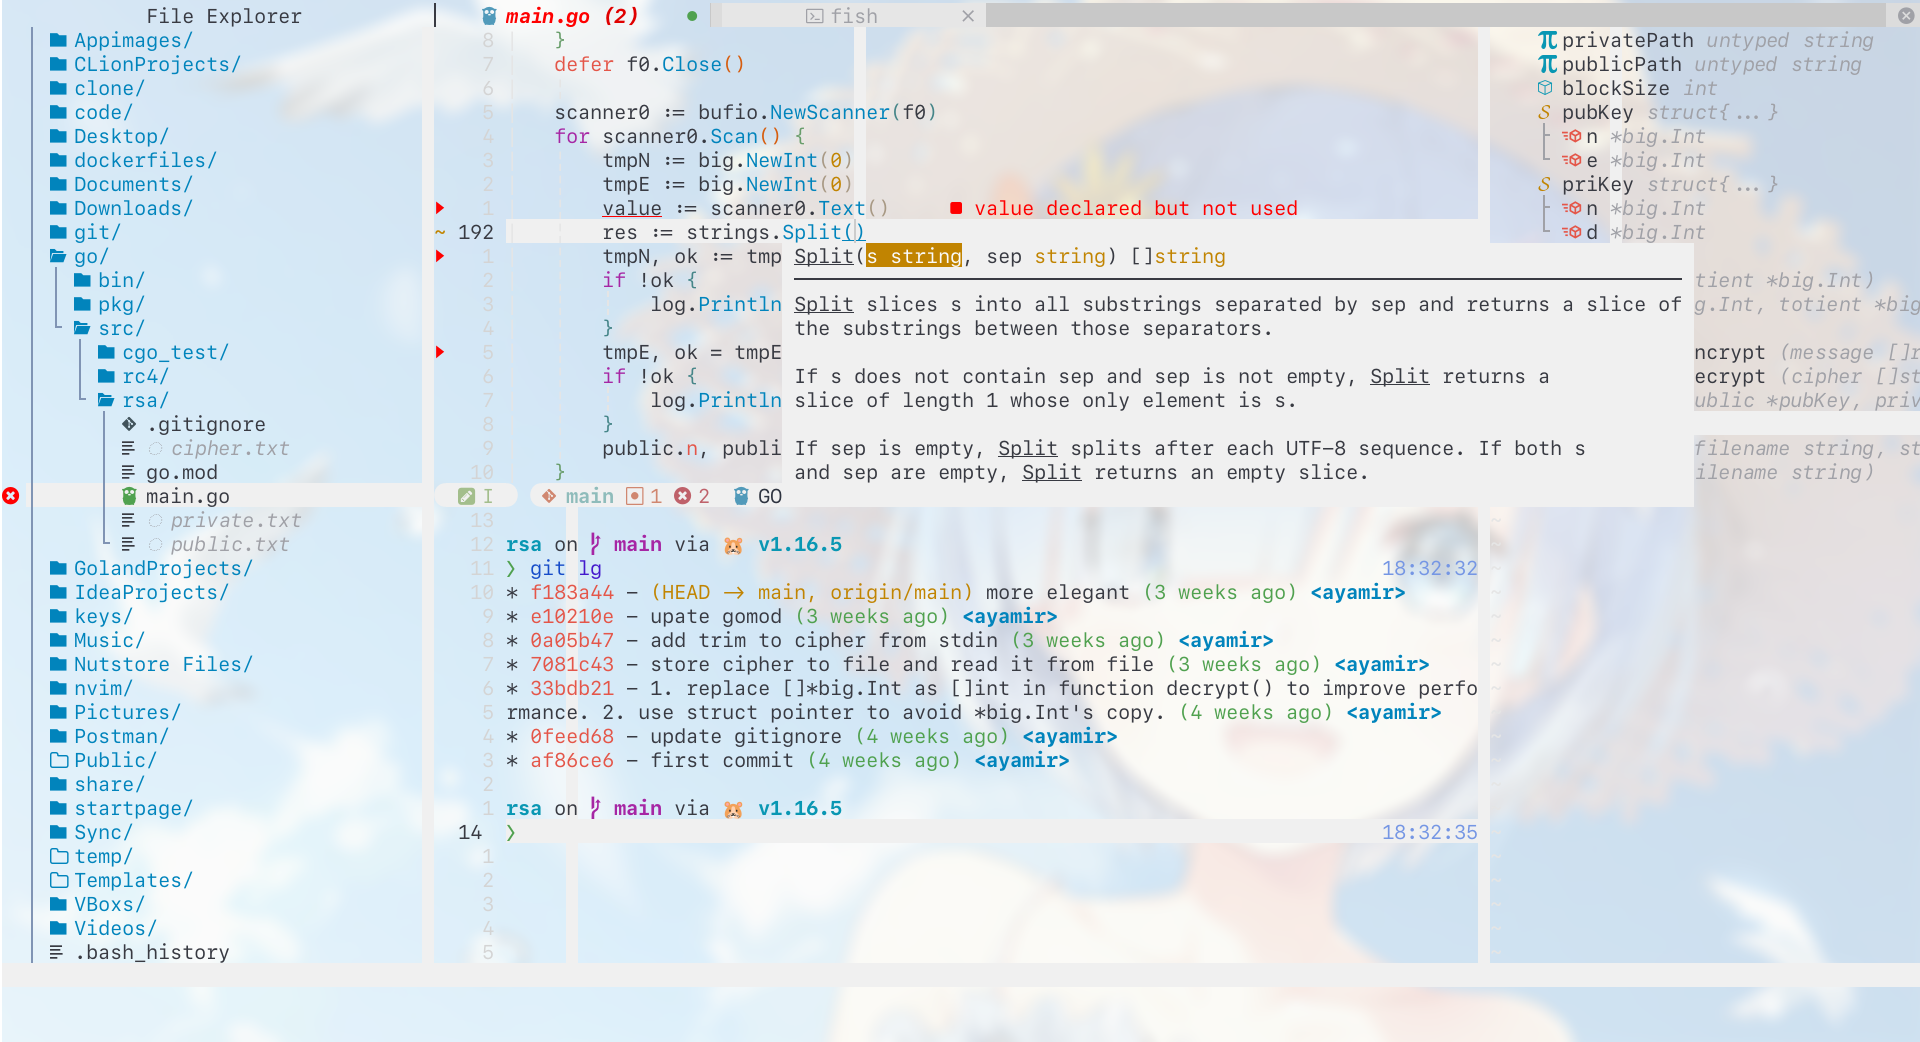 File Explorer
Appimages/
CLionProjects/
clone/
code/
Desktop/
dockerfiles/
Documents/
Downloads/
git/
go/
bin/
pkg/
src/
cgo_test/
rc4/
rsa/
.gitignore
cipher.txt
go.mod
main.go
private.txt
public.txt
GolandProjects/
IdeaProjects/
keys/
Music/
Nutstore Files/
nvim/
Pictures/
Postman/
Public/
share/
startpage/
Sync/
temp/
Templates/
VBoxs/
Videos/
.bash_history
main.go (2)
fish
8 }
7 defer f0.Close()
6
5 scanner0 := bufio.NewScanner(f0)
4 for scanner0.Scan() {
3 tmpN := big.NewInt(0)
2 tmpE := big.NewInt(0)
1 value := scanner0.Text() value declared but not used
~ 192 res := strings.Split()
1 tmpN, ok := tmp
2 if !ok {
3 log.Println
4 }
5 tmpE, ok = tmpE
6 if !ok {
7 log.Println
8 }
9 public.n, publi
10 }
Split(s string, sep string) []string
Split slices s into all substrings separated by sep and returns a slice of
the substrings between those separators.
If s does not contain sep and sep is not empty, Split returns a
slice of length 1 whose only element is s.
If sep is empty, Split splits after each UTF-8 sequence. If both s
and sep are empty, Split returns an empty slice.
I main 1 2 GO
13
12 rsa on main via v1.16.5
11 ❯ git lg 18:32:32
10 * f183a44 - (HEAD -> main, origin/main) more elegant (3 weeks ago) <ayamir>
9 * e10210e - upate gomod (3 weeks ago) <ayamir>
8 * 0a05b47 - add trim to cipher from stdin (3 weeks ago) <ayamir>
7 * 7081c43 - store cipher to file and read it from file (3 weeks ago) <ayamir>
6 * 33bdb21 - 1. replace []*big.Int as []int in function decrypt() to improve perfo
5 rmance. 2. use struct pointer to avoid *big.Int's copy. (4 weeks ago) <ayamir>
4 * 0feed68 - update gitignore (4 weeks ago) <ayamir>
3 * af86ce6 - first commit (4 weeks ago) <ayamir>
2
1 rsa on main via v1.16.5
14 ❯ 18:32:35
1
2
3
4
5
privatePath untyped string
publicPath untyped string
blockSize int
pubKey struct{...}
n *big.Int
e *big.Int
priKey struct{...}
n *big.Int
d *big.Int
tient *big.Int)
g.Int, totient *big
ncrypt (message []r
ecrypt (cipher []st
ublic *pubKey, priv
filename string, st
ilename string)